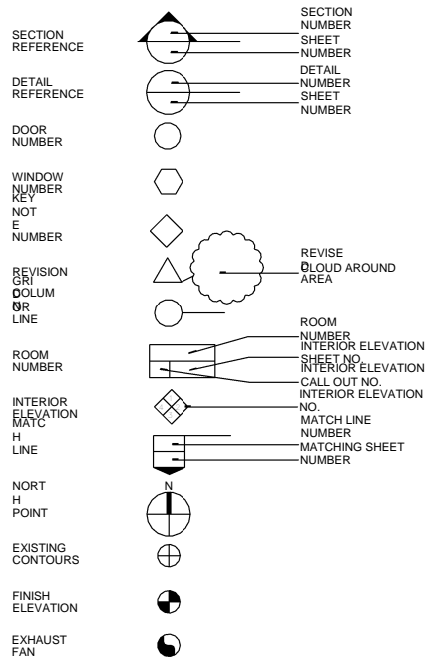 SECTION
REFERENCE
SECTION
NUMBER
SHEET
NUMBER
DETAIL
REFERENCE
DETAIL
NUMBER
SHEET
NUMBER
DOOR
NUMBER
WINDOW
NUMBER
KEY
NOT
E
NUMBER
REVISION
REVISE
D
CLOUD AROUND
AREA
GRI
D
COLUM
N
OR
LINE
ROOM
NUMBER
ROOM
NUMBER
INTERIOR ELEVATION
SHEET NO.
INTERIOR ELEVATION
CALL OUT NO.
INTERIOR
ELEVATION
INTERIOR ELEVATION
NO.
MATC
H
LINE
MATCH LINE
NUMBER
MATCHING SHEET
NUMBER
NORT
H
POINT
N
EXISTING
CONTOURS
FINISH
ELEVATION
EXHAUST
FAN